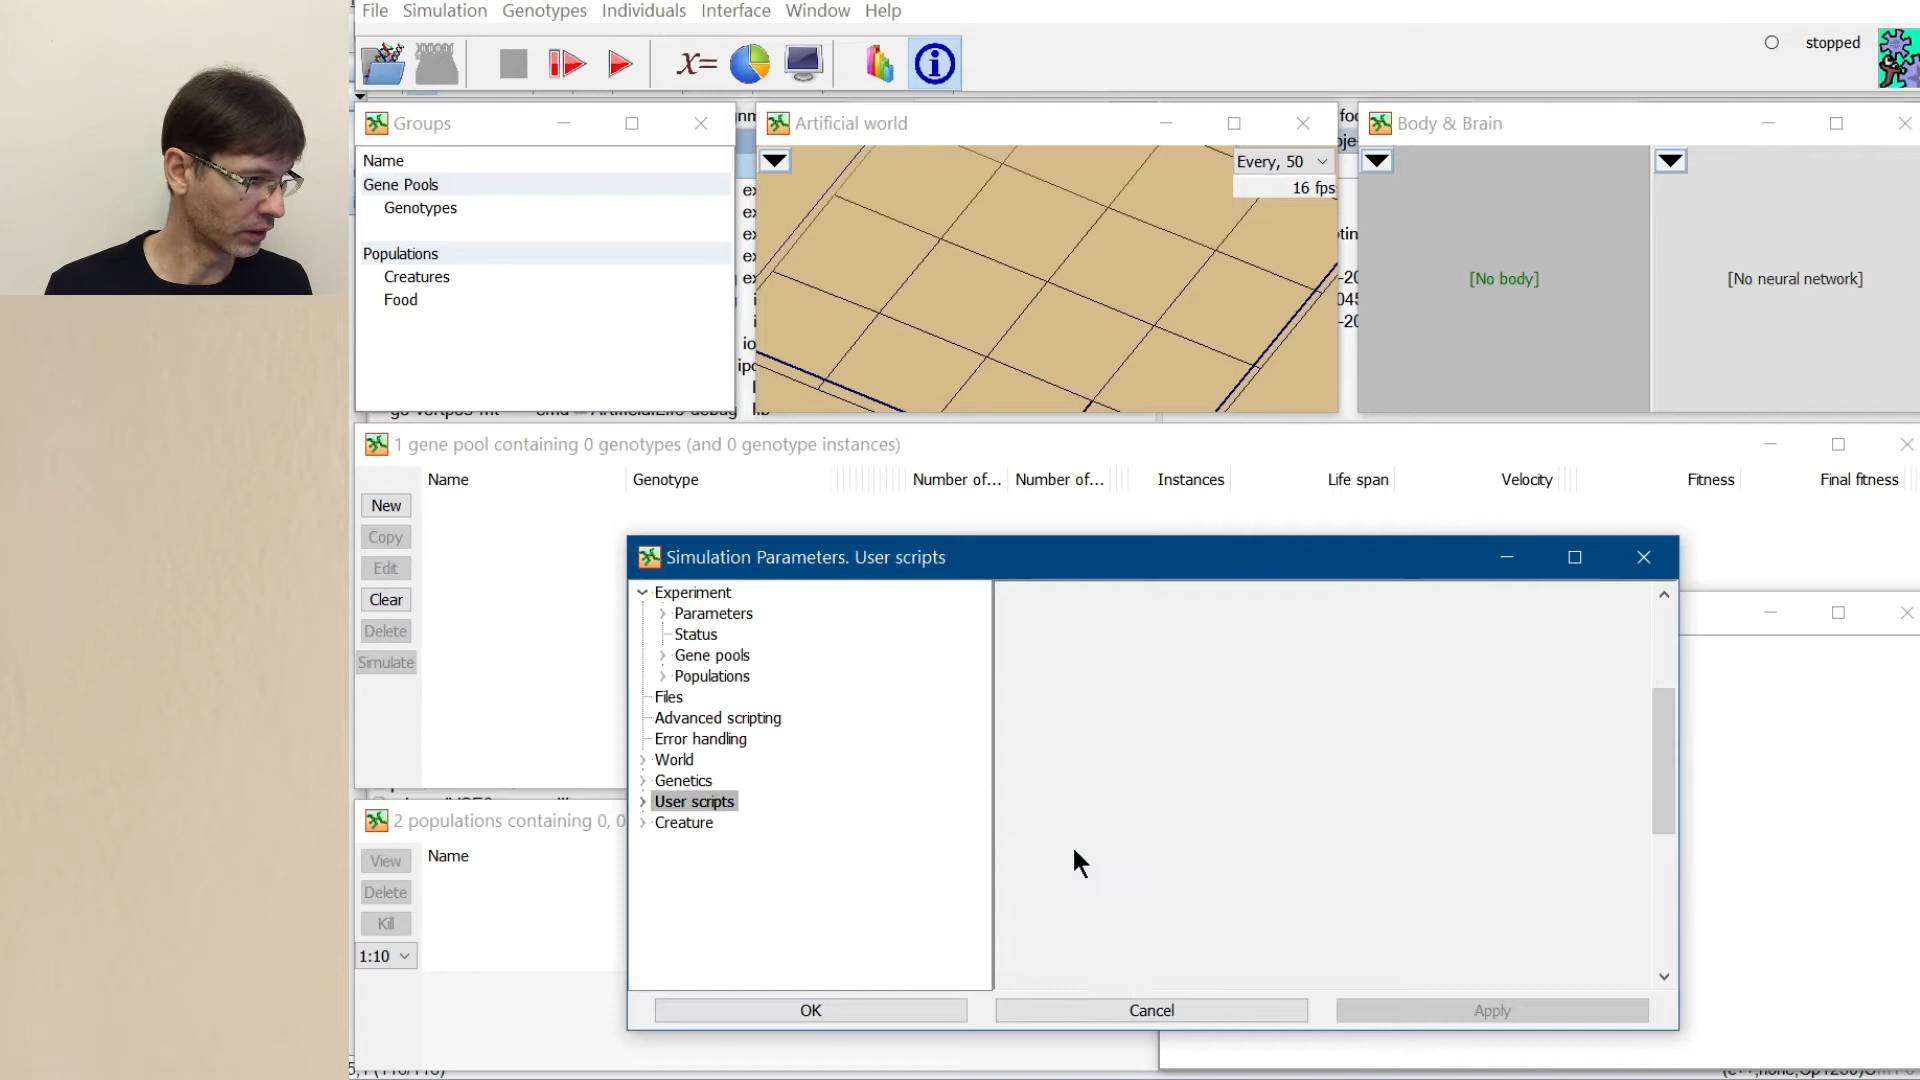 File Simulation Genotypes Individuals Interface Window Help
x=
stopped
Groups
Name
Gene Pools
Genotypes
Populations
Creatures
Food
Artificial world
Every, 50
16 fps
Body & Brain
[No body]
[No neural network]
1 gene pool containing 0 genotypes (and 0 genotype instances)
Name Genotype Number of... Number of... Instances Life span Velocity Fitness Final fitness
New
Copy
Edit
Clear
Delete
Simulate
2 populations containing 0, 0
Name
View
Delete
Kill
1:10
Simulation Parameters. User scripts
Experiment
Parameters
Status
Gene pools
Populations
Files
Advanced scripting
Error handling
World
Genetics
User scripts
Creature
OK Cancel Apply